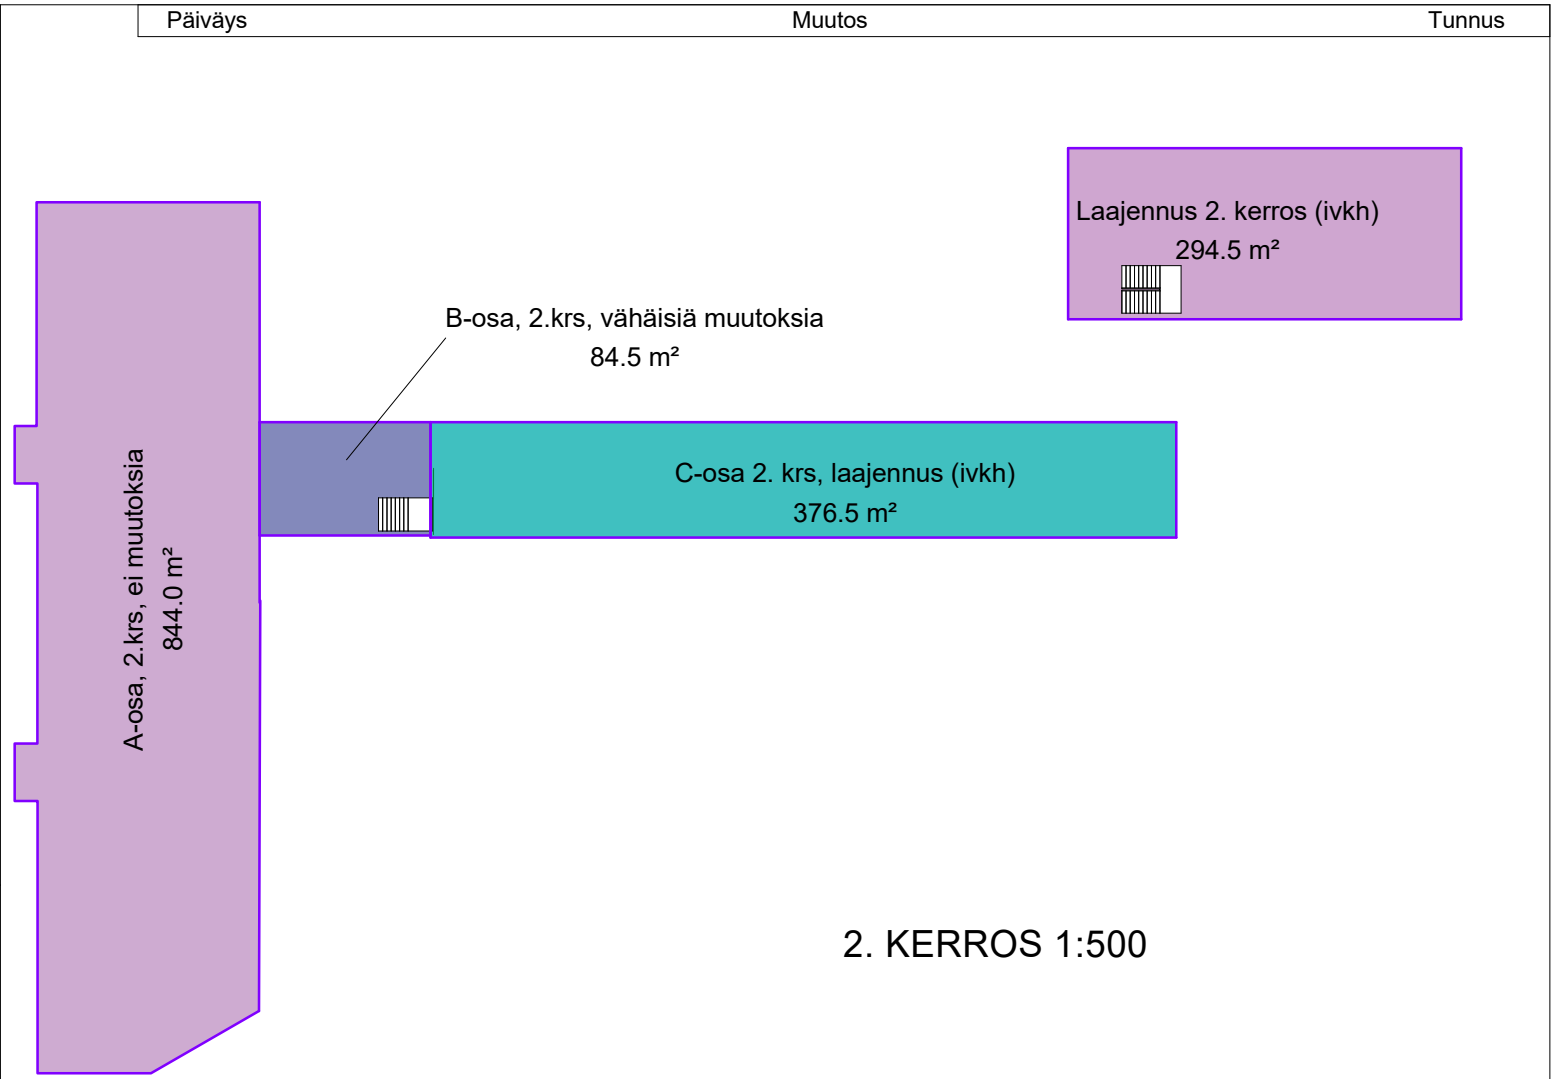 Päiväys Muutos Tunnus
Laajennus 2. kerros (ivkh)
294.5 m²
B-osa, 2.krs, vähäisiä muutoksia
84.5 m²
C-osa 2. krs, laajennus (ivkh)
376.5 m²
A-osa, 2.krs, ei muutoksia
844.0 m²
2. KERROS 1:500